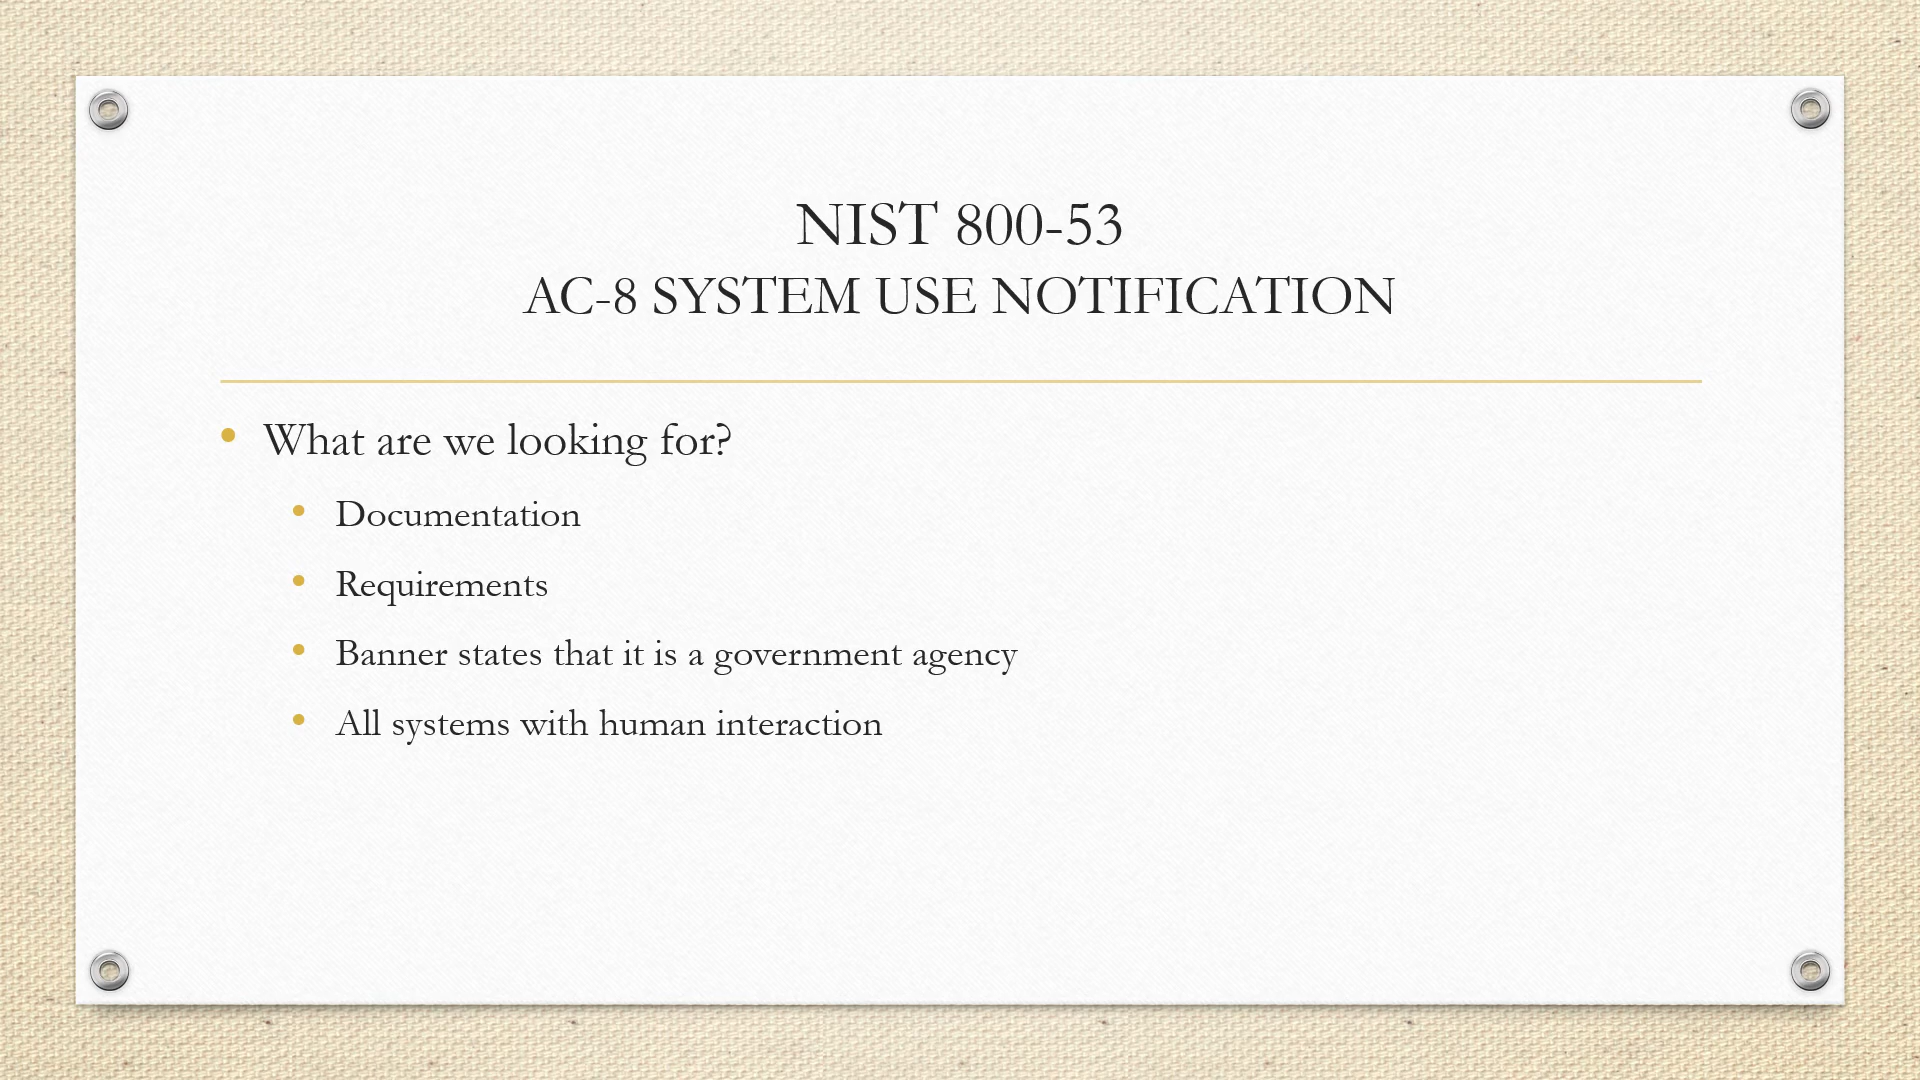 NIST 800-53
AC-8 SYSTEM USE NOTIFICATION
• What are we looking for?
• Documentation
• Requirements
• Banner states that it is a government agency
• All systems with human interaction